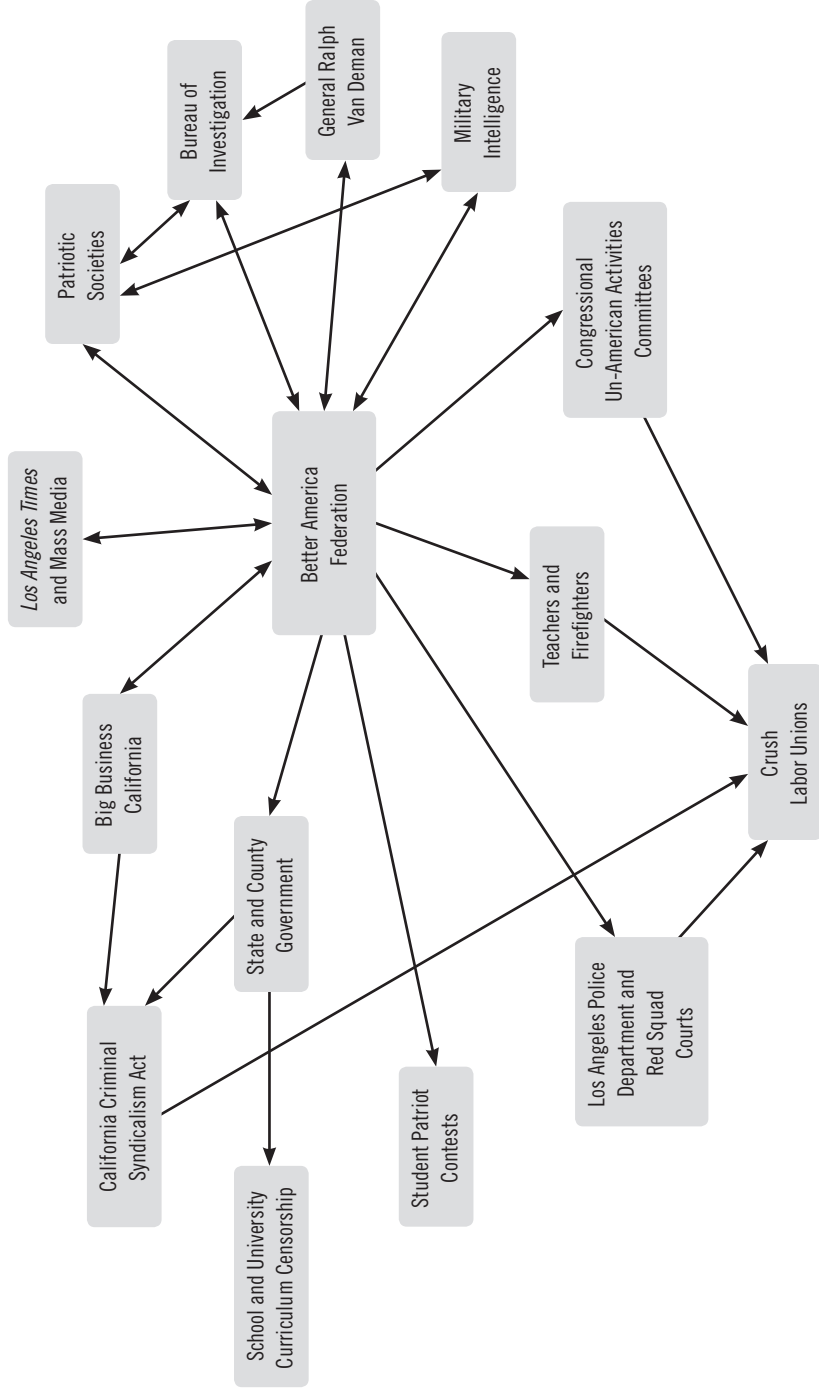 Los Angeles Times
and Mass Media
Patriotic
Societies
Big Business
California
California Criminal
Syndicalism Act
Bureau of
Investigation
General Ralph
Van Deman
Military
Intelligence
Better America
Federation
State and County
Government
School and University
Curriculum Censorship
Student Patriot
Contests
Congressional
Un-American Activities
Committees
Teachers and
Firefighters
Los Angeles Police
Department and
Red Squad
Courts
Crush
Labor Unions